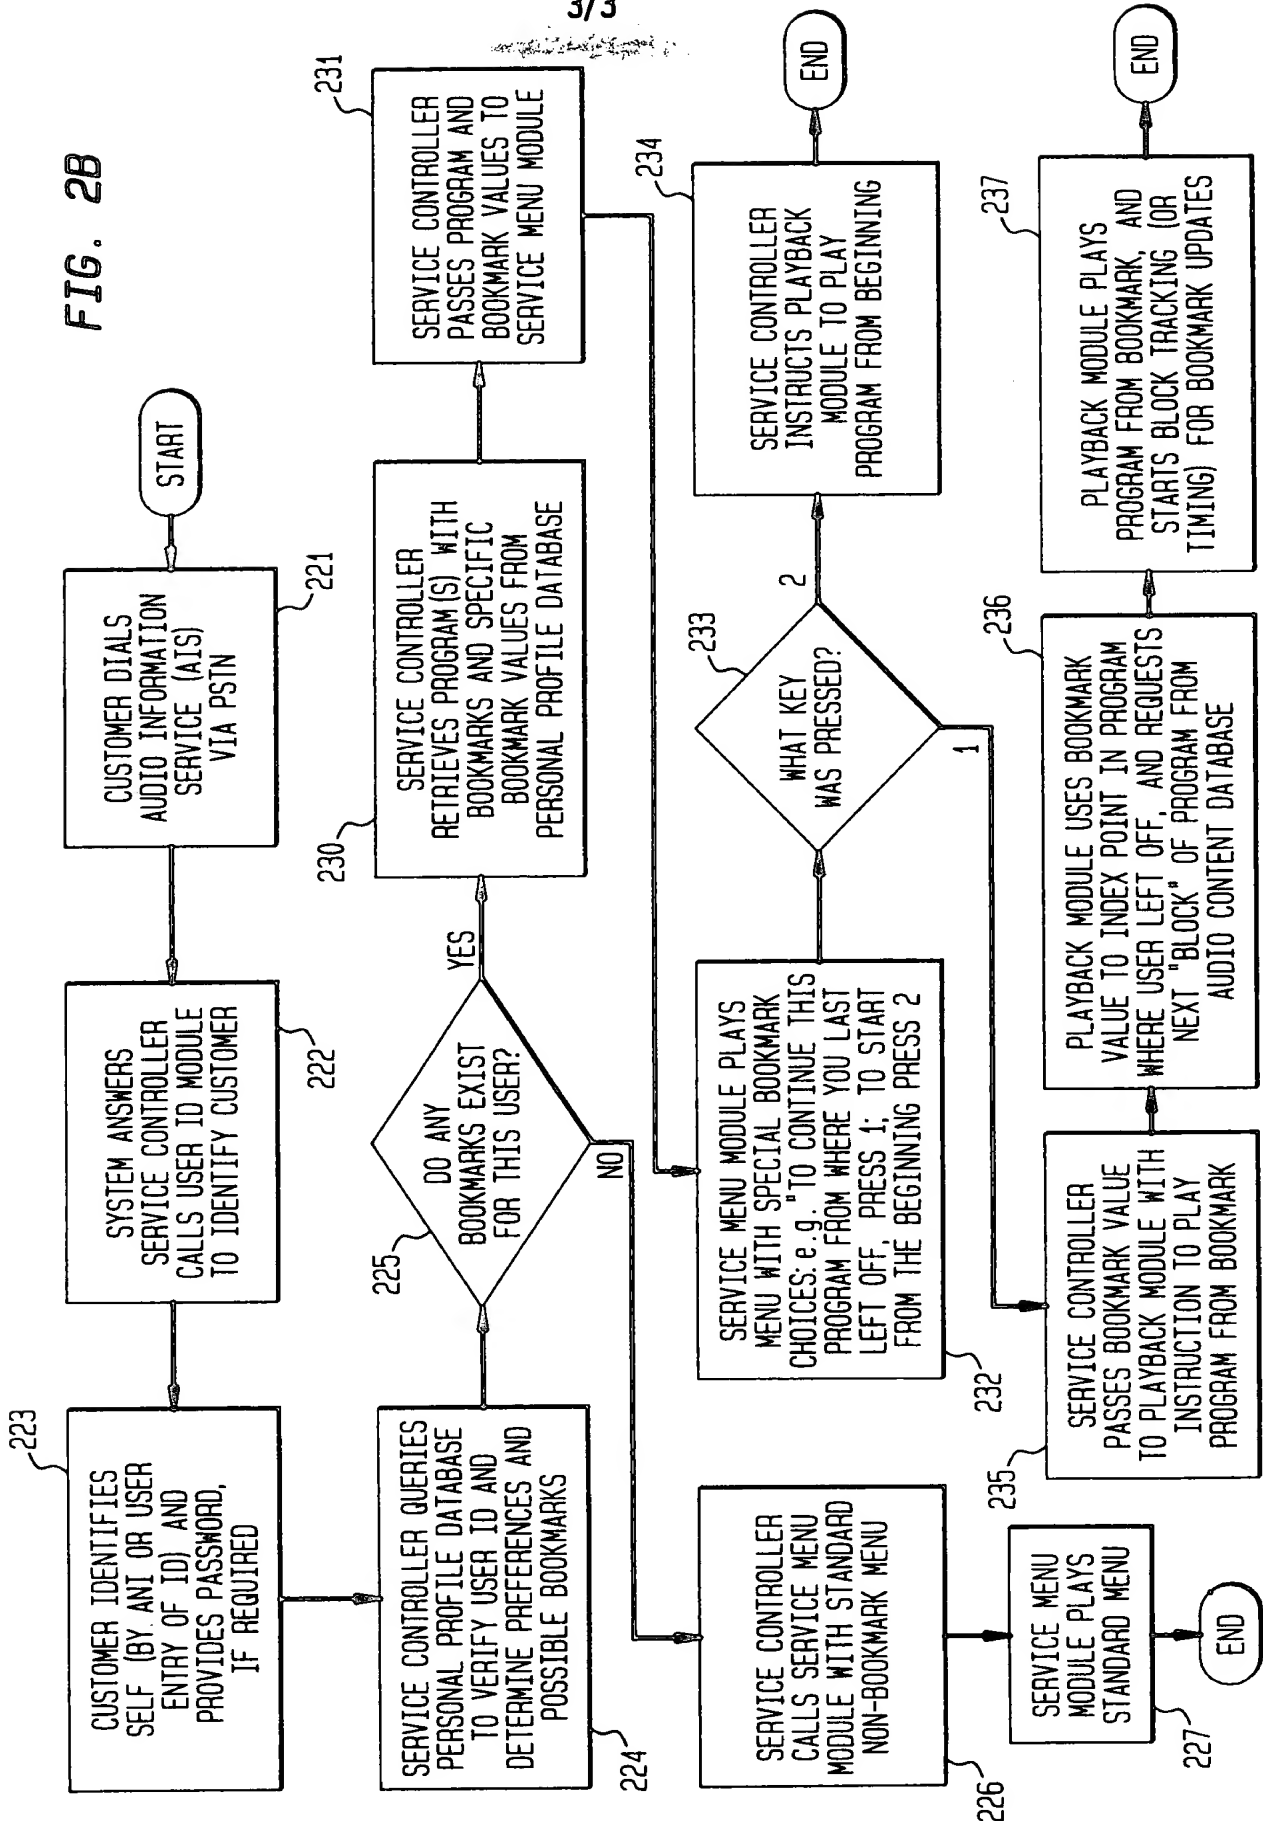 3/3
FIG. 2B
START
CUSTOMER DIALS
AUDIO INFORMATION
SERVICE (AIS)
VIA PSTN
221
SYSTEM ANSWERS
SERVICE CONTROLLER
CALLS USER ID MODULE
TO IDENTIFY CUSTOMER
222
223
CUSTOMER IDENTIFIES
SELF (BY ANI OR USER
ENTRY OF ID) AND
PROVIDES PASSWORD,
IF REQUIRED
SERVICE CONTROLLER QUERIES
PERSONAL PROFILE DATABASE
TO VERIFY USER ID AND
DETERMINE PREFERENCES AND
POSSIBLE BOOKMARKS
224
225
DO ANY
BOOKMARKS EXIST
FOR THIS USER?
YES
NO
230
SERVICE CONTROLLER
RETRIEVES PROGRAM(S) WITH
BOOKMARKS AND SPECIFIC
BOOKMARK VALUES FROM
PERSONAL PROFILE DATABASE
231
SERVICE CONTROLLER
PASSES PROGRAM AND
BOOKMARK VALUES TO
SERVICE MENU MODULE
SERVICE CONTROLLER
CALLS SERVICE MENU
MODULE WITH STANDARD
NON-BOOKMARK MENU
226
SERVICE MENU
MODULE PLAYS
STANDARD MENU
227
END
SERVICE MENU MODULE PLAYS
MENU WITH SPECIAL BOOKMARK
CHOICES: e.g. "TO CONTINUE THIS
PROGRAM FROM WHERE YOU LAST
LEFT OFF, PRESS 1; TO START
FROM THE BEGINNING PRESS 2
232
233
WHAT KEY
WAS PRESSED?
2
1
234
SERVICE CONTROLLER
INSTRUCTS PLAYBACK
MODULE TO PLAY
PROGRAM FROM BEGINNING
END
235
SERVICE CONTROLLER
PASSES BOOKMARK VALUE
TO PLAYBACK MODULE WITH
INSTRUCTION TO PLAY
PROGRAM FROM BOOKMARK
236
PLAYBACK MODULE USES BOOKMARK
VALUE TO INDEX POINT IN PROGRAM
WHERE USER LEFT OFF, AND REQUESTS
NEXT "BLOCK" OF PROGRAM FROM
AUDIO CONTENT DATABASE
237
PLAYBACK MODULE PLAYS
PROGRAM FROM BOOKMARK, AND
STARTS BLOCK TRACKING (OR
TIMING) FOR BOOKMARK UPDATES
END